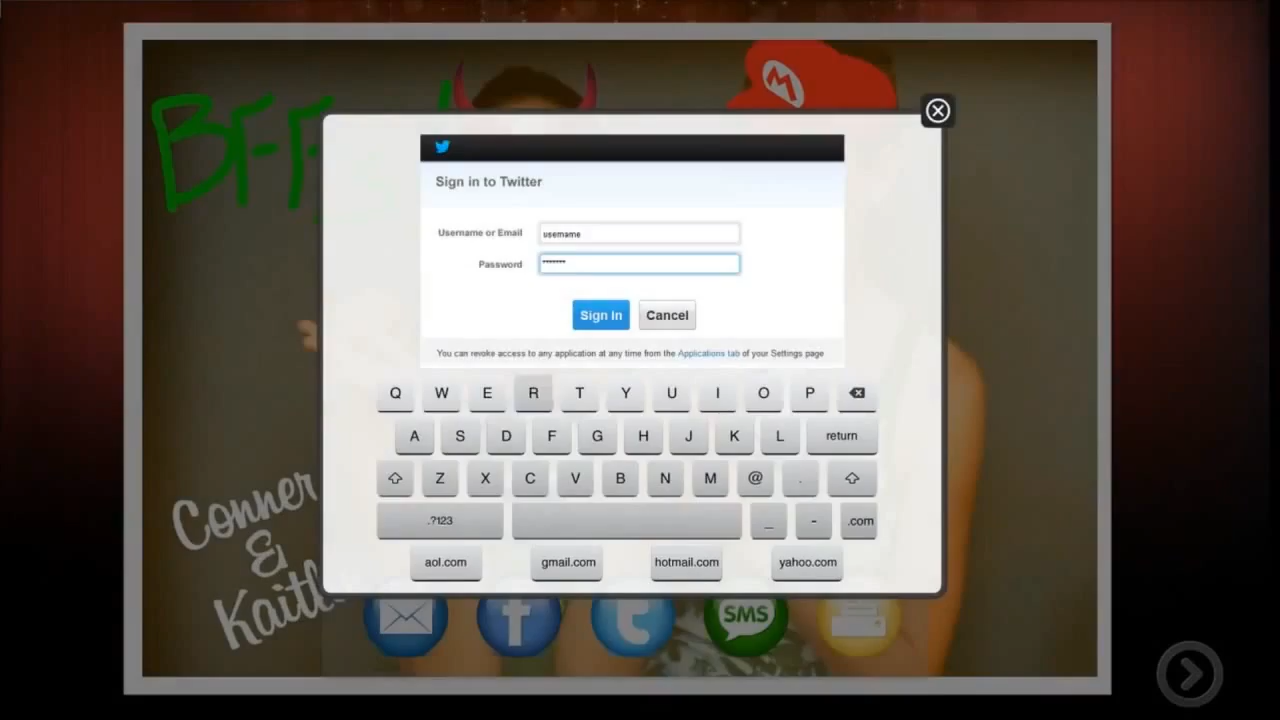 BFF
M
Sign in to Twitter
Username or Email username
Password *******
Sign in Cancel
You can revoke access to any application at any time from the Applications tab of your Settings page
Q W E R T Y U I O P
A S D F G H J K L return
Z X C V B N M @ .
.?123 _ - .com
aol.com gmail.com hotmail.com yahoo.com
Conner
&
f t SMS